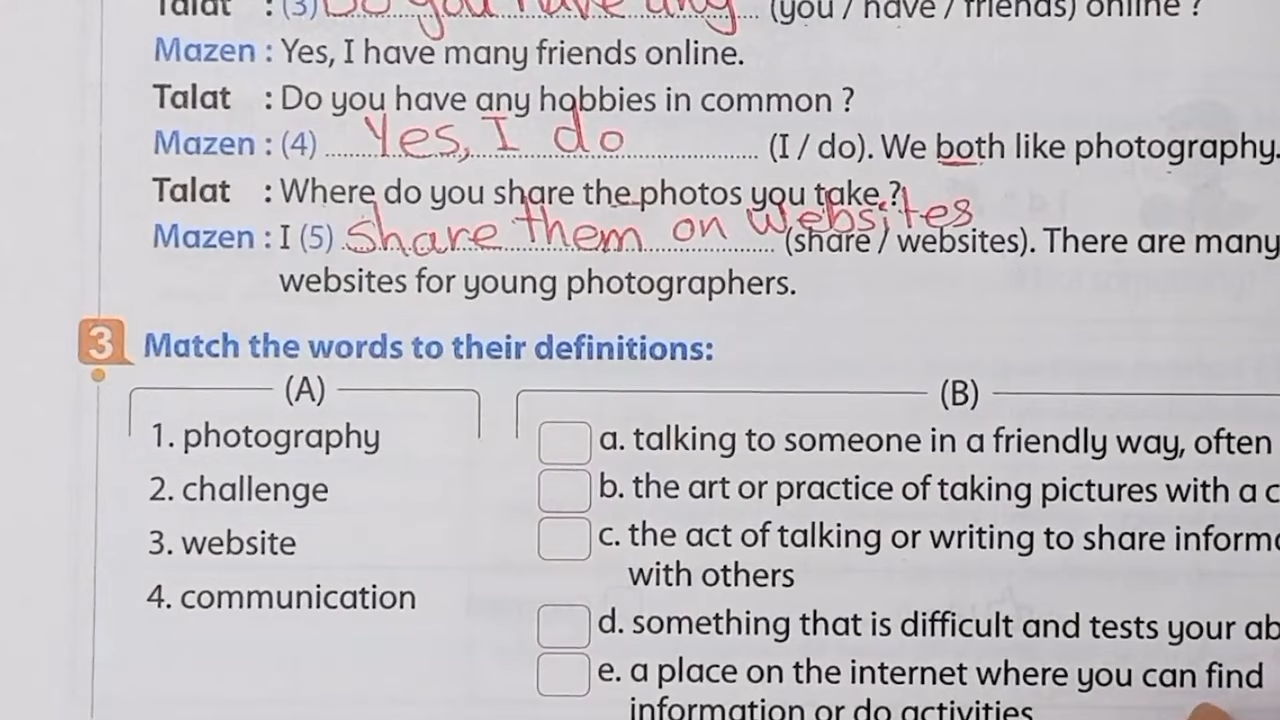 Talat : (3) Do you have any (you / have / friends) online ?
Mazen : Yes, I have many friends online.
Talat : Do you have any hobbies in common ?
Mazen : (4) Yes, I do (I / do). We both like photography.
Talat : Where do you share the photos you take ?
Mazen : I (5) share them on websites (share / websites). There are many
websites for young photographers.
3 Match the words to their definitions:
(A) (B)
1. photography
2. challenge
3. website
4. communication
a. talking to someone in a friendly way, often
b. the art or practice of taking pictures with a c
c. the act of talking or writing to share informa
with others
d. something that is difficult and tests your ab
e. a place on the internet where you can find
information or do activities